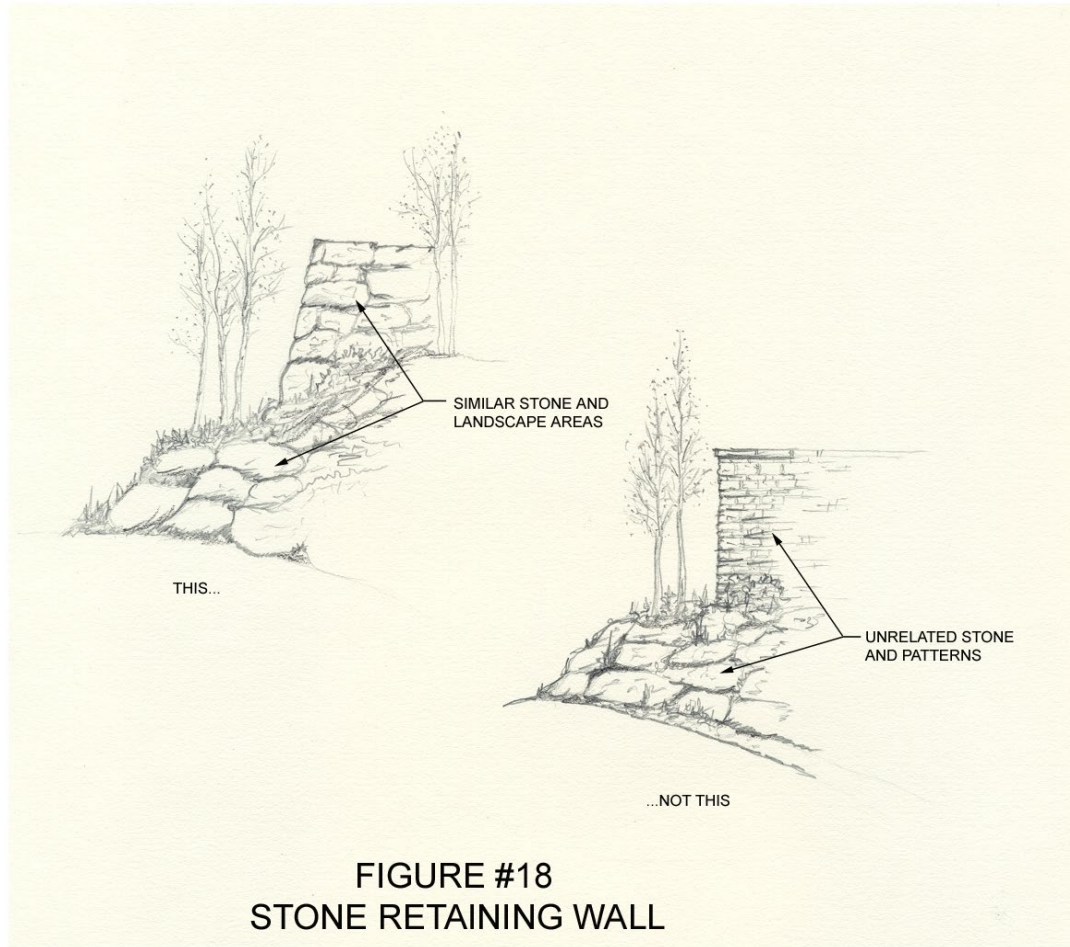 SIMILAR STONE AND
LANDSCAPE AREAS
THIS...
UNRELATED STONE
AND PATTERNS
...NOT THIS
FIGURE #18
STONE RETAINING WALL